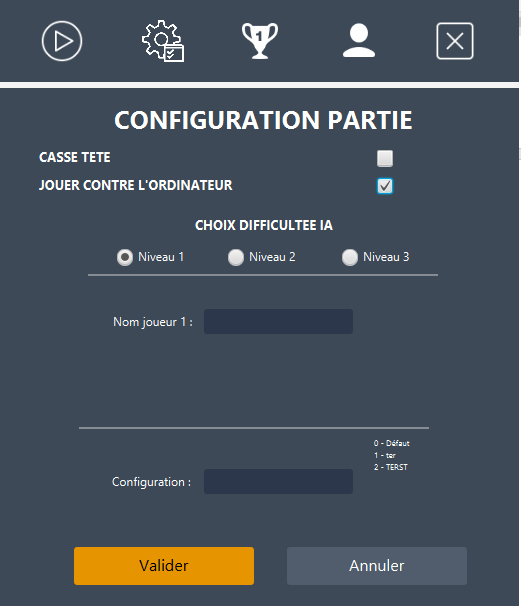 1
CONFIGURATION PARTIE
CASSE TETE
JOUER CONTRE L'ORDINATEUR
CHOIX DIFFICULTEE IA
Niveau 1 Niveau 2 Niveau 3
Nom joueur 1 :
0 - Défaut
1 - ter
2 - TERST
Configuration :
Valider Annuler